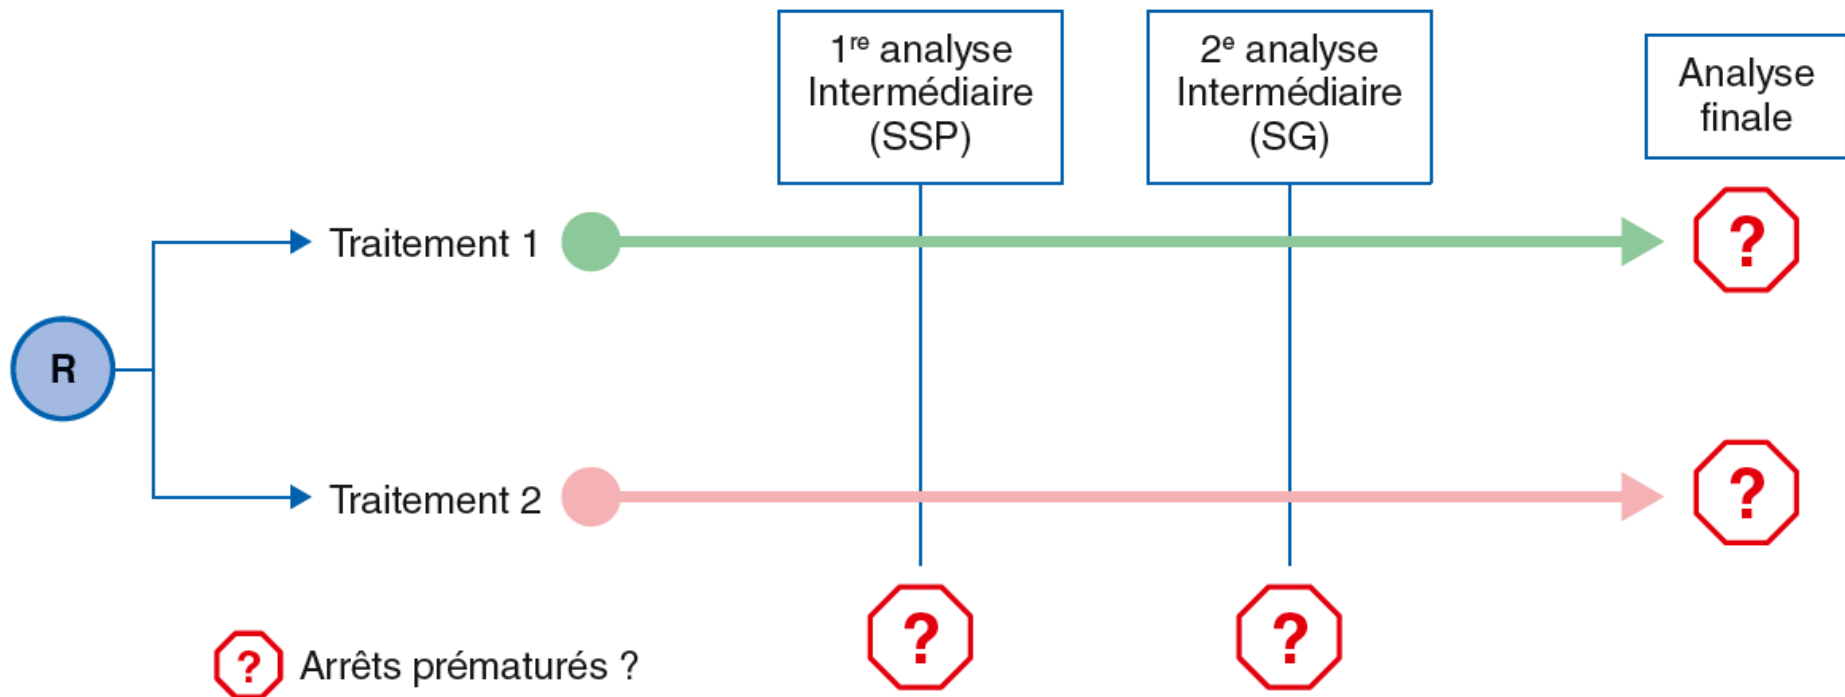 1re analyse
Intermédiaire
(SSP)
2e analyse
Intermédiaire
(SG)
Analyse
finale
Traitement 1
?
R
Traitement 2
?
?
?
? Arrêts prématurés ?